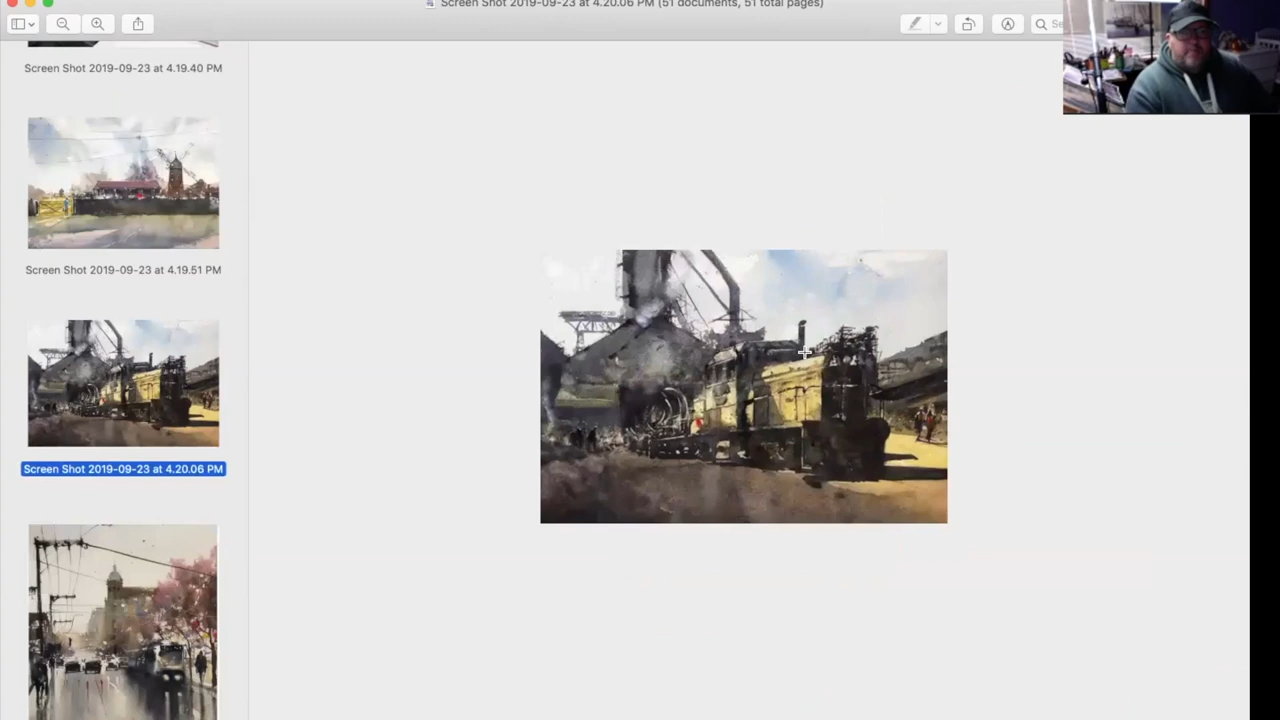 Screen Shot 2019-09-23 at 4.20.06 PM (51 documents, 51 total pages)
Se
Screen Shot 2019-09-23 at 4.19.40 PM
Screen Shot 2019-09-23 at 4.19.51 PM
Screen Shot 2019-09-23 at 4.20.06 PM